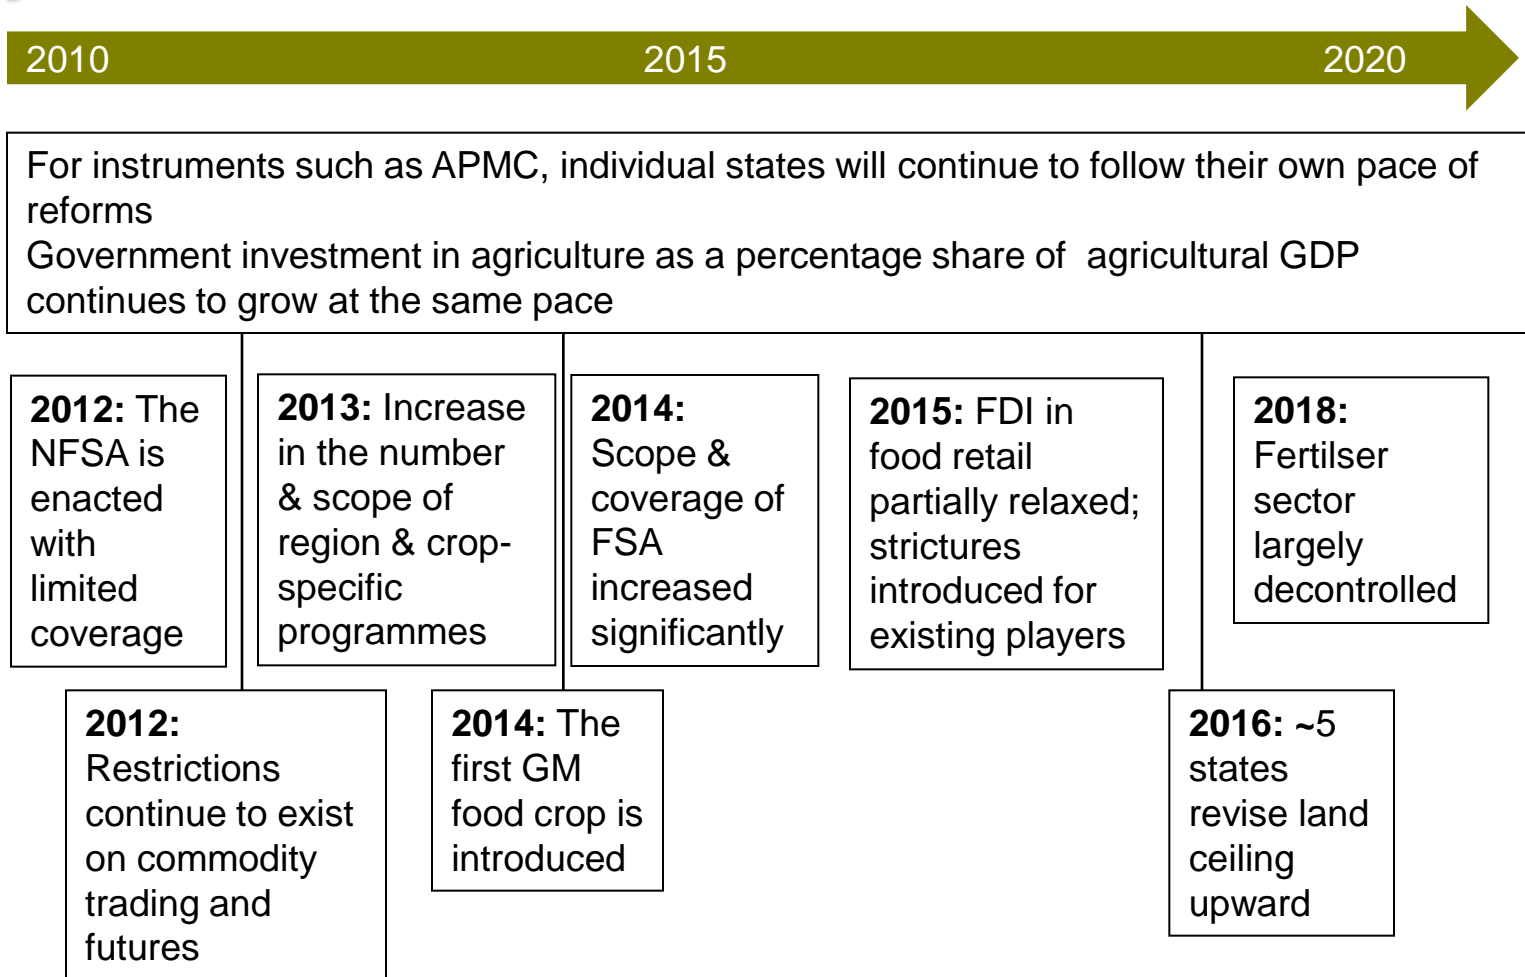 2010 2015 2020
For instruments such as APMC, individual states will continue to follow their own pace of
reforms
Government investment in agriculture as a percentage share of agricultural GDP
continues to grow at the same pace
2012: The
NFSA is
enacted
with
limited
coverage
2013: Increase
in the number
& scope of
region & crop-
specific
programmes
2014:
Scope &
coverage of
FSA
increased
significantly
2015: FDI in
food retail
partially relaxed;
strictures
introduced for
existing players
2018:
Fertilser
sector
largely
decontrolled
2012:
Restrictions
continue to exist
on commodity
trading and
futures
2014: The
first GM
food crop is
introduced
2016: ~5
states
revise land
ceiling
upward